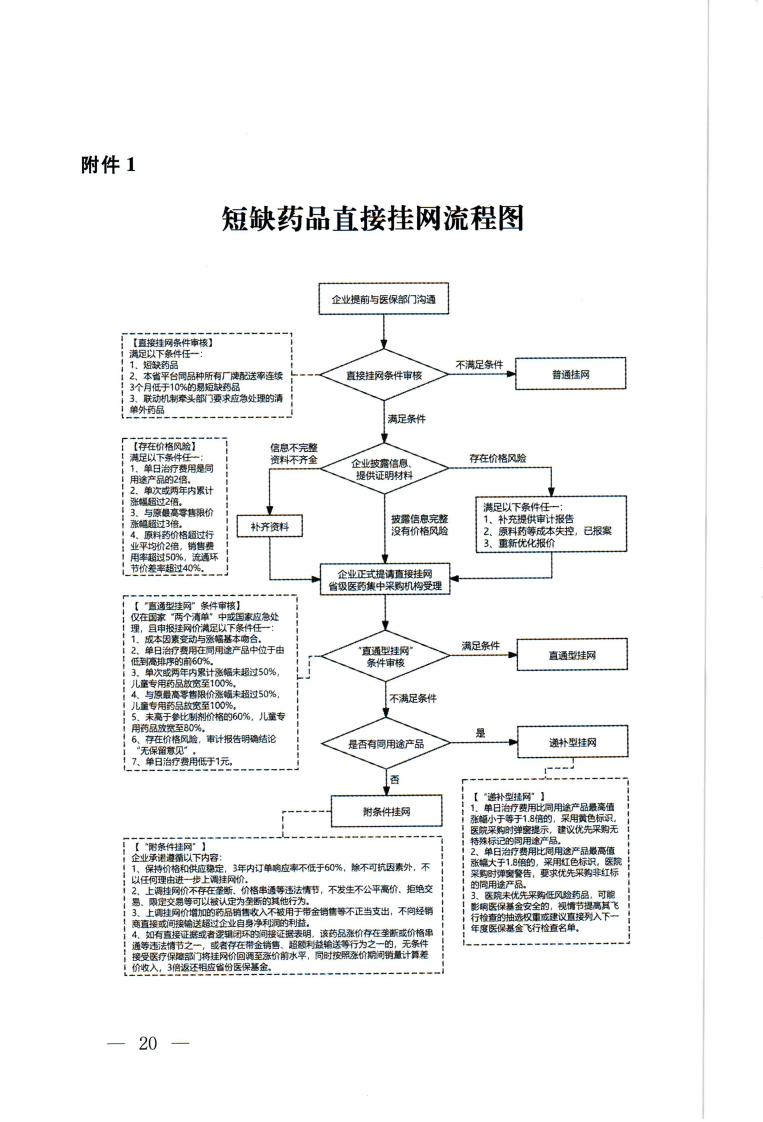 附件 1
短缺药品直接挂网流程图
企业提前与医保部门沟通
【直接挂网条件审核】
满足以下条件任一：
1、短缺药品
2、本省平台同品种所有厂牌配送率连续
3个月低于10%的易短缺药品
3、联动机制牵头部门要求应急处理的清
单外药品
直接挂网条件审核
不满足条件
普通挂网
满足条件
【存在价格风险】
满足以下条件任一：
1、单日治疗费用是同
用途产品的2倍。
2、单次或两年内累计
涨幅超过2倍。
3、与原最高零售限价
涨幅超过3倍。
4、原料药价格超过行
业平均价2倍，销售费
用率超过50%，流通环
节价差率超过40%。
信息不完整
资料不齐全
企业披露信息、
提供证明材料
存在价格风险
补齐资料
披露信息完整
没有价格风险
满足以下条件任一：
1、补充提供审计报告
2、原料药等成本失控，已报案
3、重新优化报价
企业正式提请直接挂网
省级医药集中采购机构受理
【“直通型挂网”条件审核】
仅在国家“两个清单”中或国家应急处
理，且申报挂网价满足以下条件任一：
1、成本因素变动与涨幅基本吻合。
2、单日治疗费用在同用途产品中位于由
低到高排序的前60%。
3、单次或两年内累计涨幅未超过50%，
儿童专用药品放宽至100%。
4、与原最高零售限价涨幅未超过50%，
儿童专用药品放宽至100%。
5、未高于参比制剂价格的60%，儿童专
用药品放宽至80%。
6、存在价格风险，审计报告明确结论
“无保留意见”。
7、单日治疗费用低于1元。
“直通型挂网”
条件审核
满足条件
直通型挂网
不满足条件
是否有同用途产品
是
递补型挂网
否
附条件挂网
【“递补型挂网”】
1、单日治疗费用比同用途产品最高值
涨幅小于等于1.8倍的，采用黄色标识，
医院采购时弹窗提示，建议优先采购无
特殊标记的同用途产品。
2、单日治疗费用比同用途产品最高值
涨幅大于1.8倍的，采用红色标识，医院
采购时弹窗警告，要求优先采购非红标
的同用途产品。
3、医院未优先采购低风险药品，可能
影响医保基金安全的，视情节提高其飞
行检查的抽选权重或建议直接列入下一
年度医保基金飞行检查名单。
【“附条件挂网”】
企业承诺遵循以下内容：
1、保持价格和供应稳定，3年内订单响应率不低于60%，除不可抗因素外，不
以任何理由进一步上调挂网价。
2、上调挂网价不存在垄断、价格串通等违法情节，不发生不公平高价、拒绝交
易、限定交易等可以被认定为垄断的其他行为。
3、上调挂网价增加的药品销售收入不被用于带金销售等不正当支出，不向经销
商直接或间接输送超过企业自身净利润的利益。
4、如有直接证据或者逻辑闭环的间接证据表明，该药品涨价存在垄断或价格串
通等违法情节之一，或者存在带金销售、超额利益输送等行为之一的，无条件
接受医疗保障部门将挂网价回调至涨价前水平，同时按照涨价期间销量计算差
价收入，3倍返还相应省份医保基金。
— 20 —